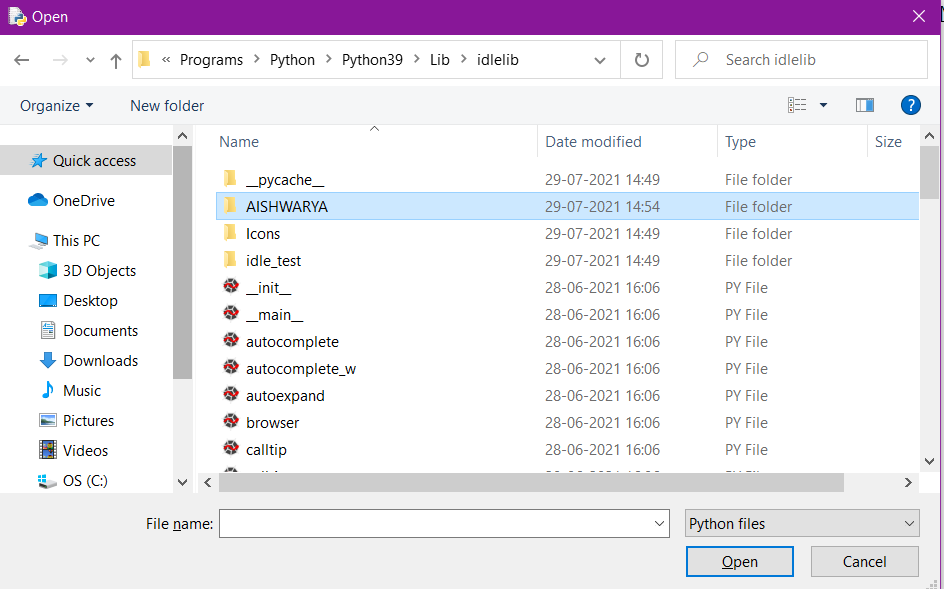 Open
« Programs > Python > Python39 > Lib > idlelib
Search idlelib
Organize
New folder
?
Name Date modified Type Size
Quick access
OneDrive
This PC
3D Objects
Desktop
Documents
Downloads
Music
Pictures
Videos
OS (C:)
__pycache__ 29-07-2021 14:49 File folder
AISHWARYA 29-07-2021 14:54 File folder
Icons 29-07-2021 14:49 File folder
idle_test 29-07-2021 14:49 File folder
__init__ 28-06-2021 16:06 PY File
__main__ 28-06-2021 16:06 PY File
autocomplete 28-06-2021 16:06 PY File
autocomplete_w 28-06-2021 16:06 PY File
autoexpand 28-06-2021 16:06 PY File
browser 28-06-2021 16:06 PY File
calltip 28-06-2021 16:06 PY File
File name:
Python files
Open
Cancel